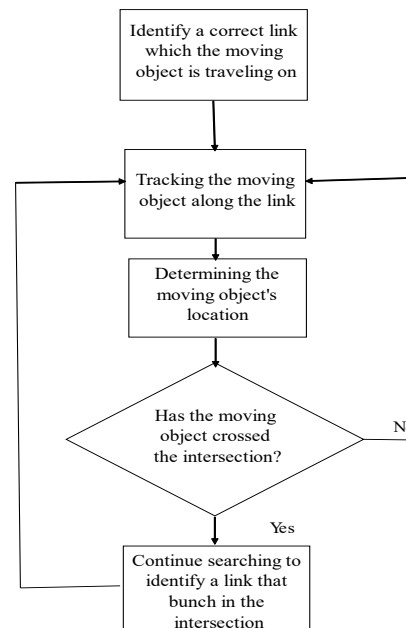 Identify a correct link
which the moving
object is traveling on
Tracking the moving
object along the link
Determining the
moving object's
location
Has the moving
object crossed
the intersection?
N
Yes
Continue searching to
identify a link that
bunch in the
intersection